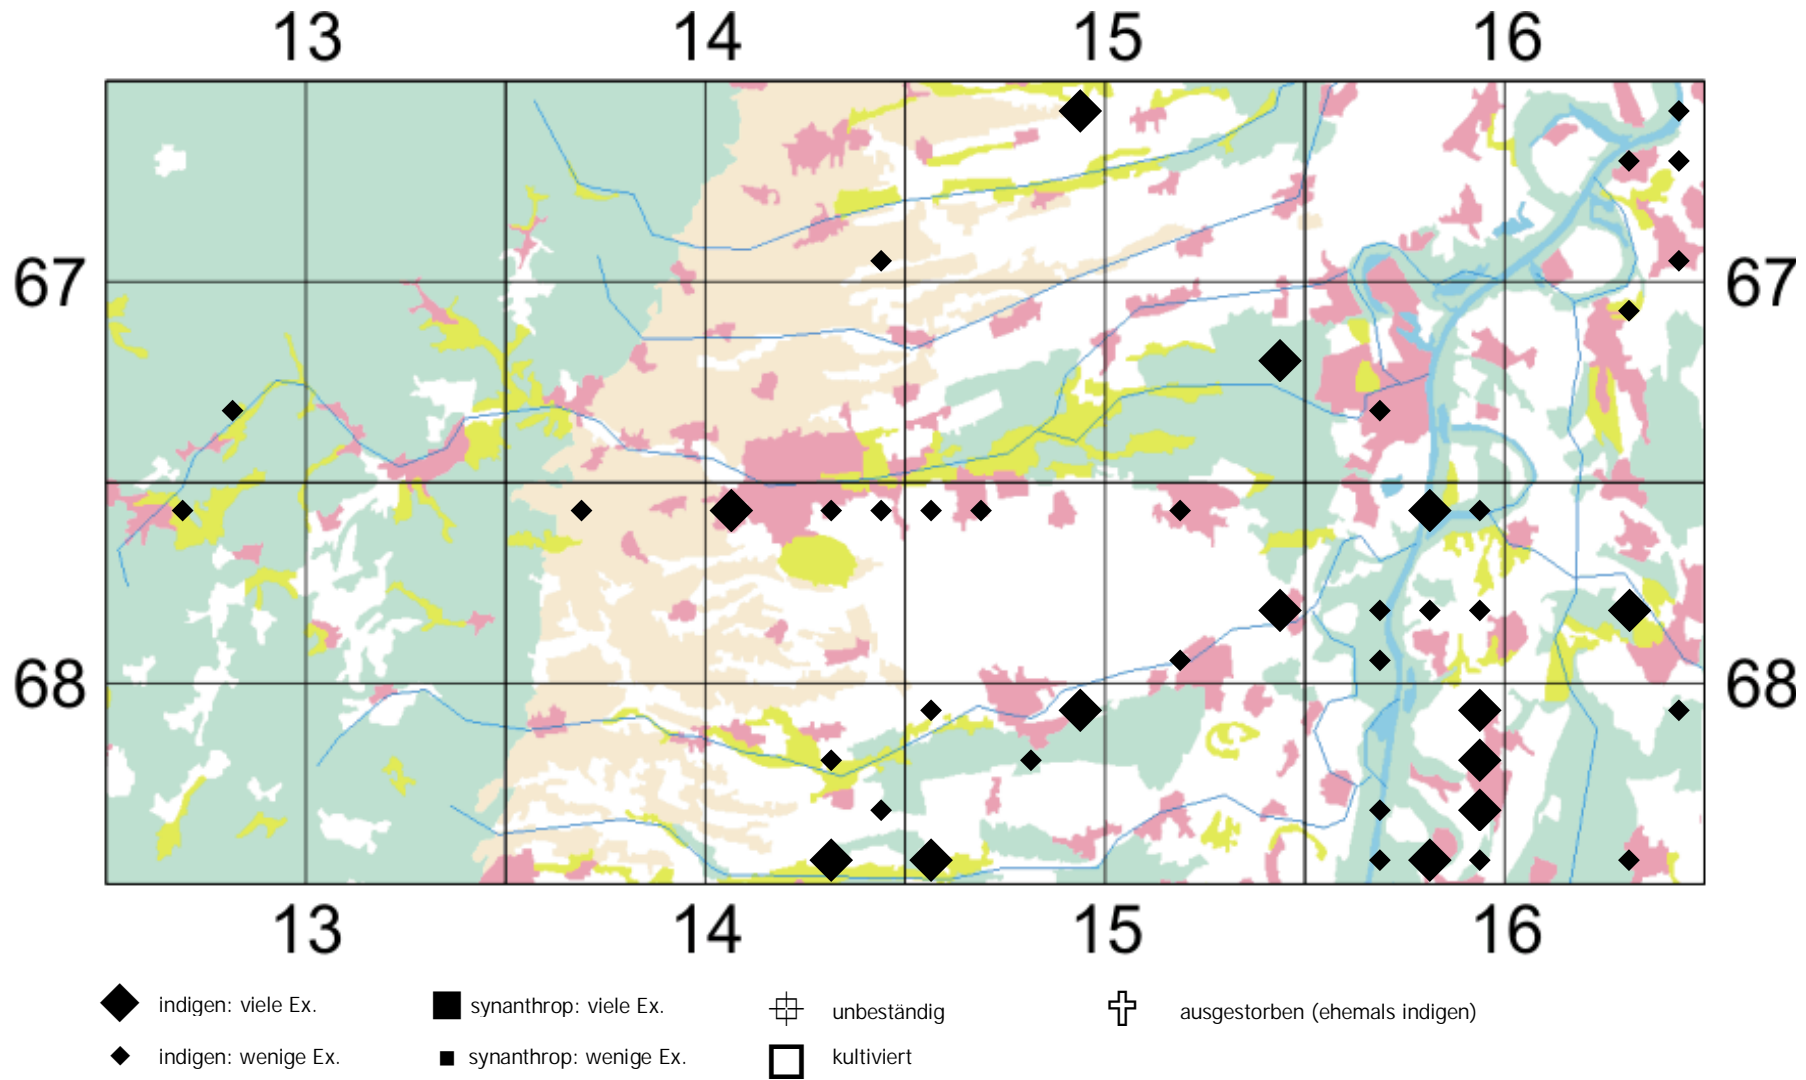 13 14 15 16
67 67
68 68
13 14 15 16
indigen: viele Ex. synanthrop: viele Ex. unbeständig ausgestorben (ehemals indigen)
indigen: wenige Ex. synanthrop: wenige Ex. kultiviert